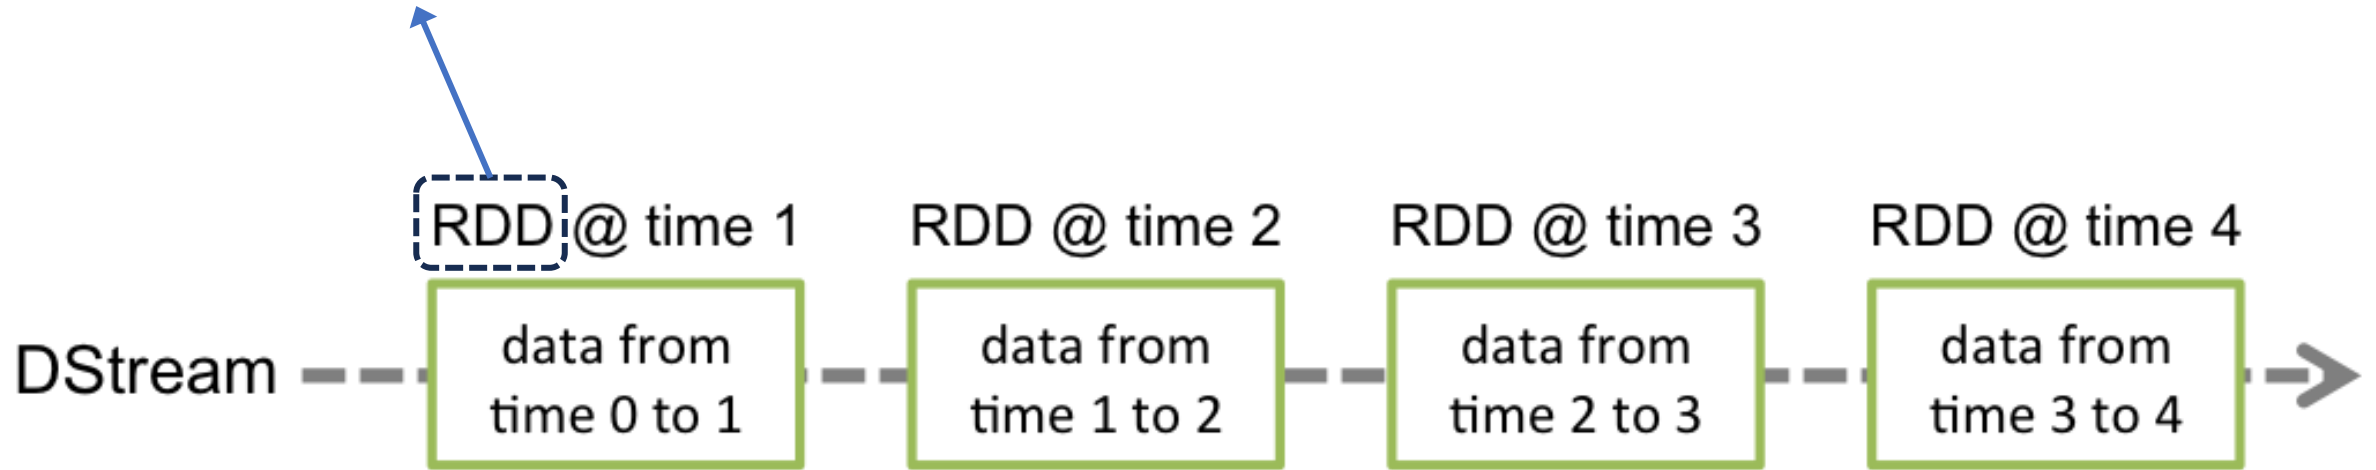 RDD @ time 1
RDD @ time 2
RDD @ time 3
RDD @ time 4
DStream
data from
time 0 to 1
data from
time 1 to 2
data from
time 2 to 3
data from
time 3 to 4